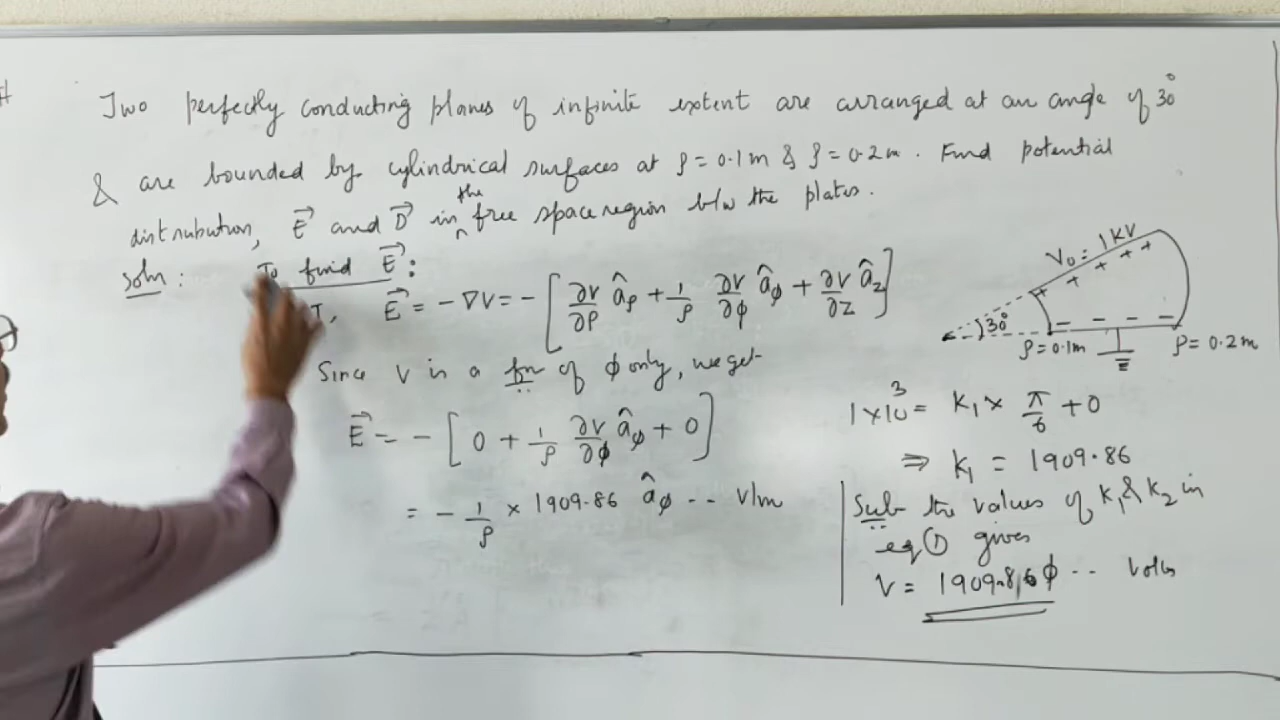 Two perfectly conducting planes of infinite extent are arranged at an angle of 30°
& are bounded by cylindrical surfaces at ρ = 0.1m & ρ = 0.2m. Find potential
distribution, E⃗ and D⃗ in the free space region b/w the plates.
Soln: To find E⃗:
E⃗ = - ∇V = - [ ∂V/∂ρ âρ + 1/ρ ∂V/∂φ âφ + ∂V/∂z âz ]
Since V is a fn of φ only, we get
E⃗ = - [ 0 + 1/ρ ∂V/∂φ âφ + 0 ]
= - 1/ρ × 1909.86 âφ -- V/m
V₀ = 1KV
+ + + + +
30°
- - - -
ρ=0.1m
ρ = 0.2m
1×10³ = K₁ × π/6 + 0
⇒ K₁ = 1909.86
Sub the values of K₁ & K₂ in
eq ① gives
V = 1909.86 φ -- Volts